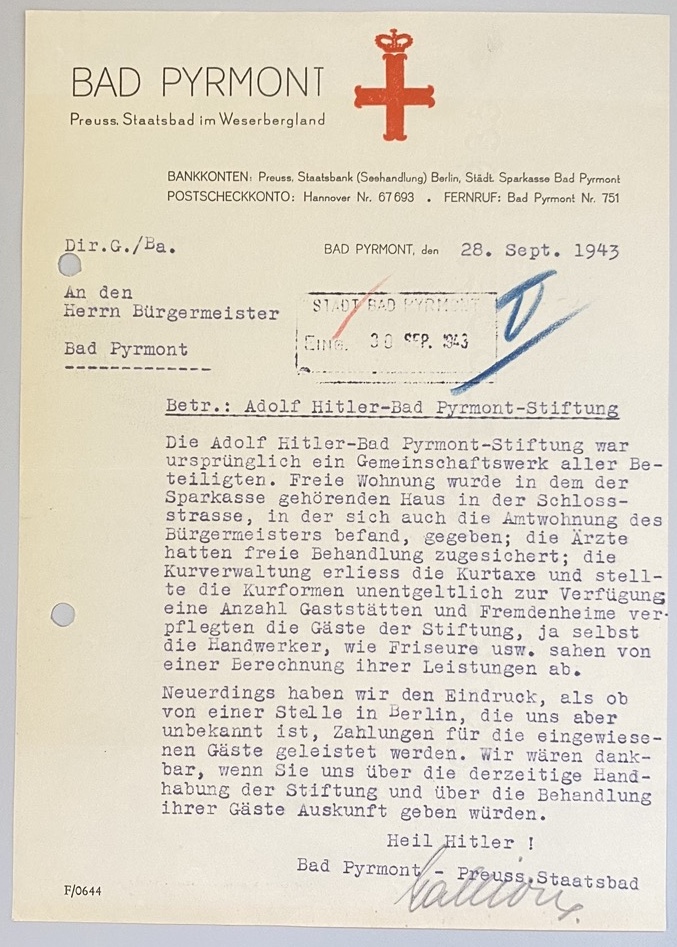 BAD PYRMONT
Preuss. Staatsbad im Weserbergland
BANKKONTEN: Preuss. Staatsbank (Seehandlung) Berlin, Städt. Sparkasse Bad Pyrmont
POSTSCHECKKONTO: Hannover Nr. 67 693 . FERNRUF: Bad Pyrmont Nr. 751
Dir.G./Ba.
BAD PYRMONT, den 28. Sept. 1943
An den
Herrn Bürgermeister
Bad Pyrmont
STADT BAD PYRMONT
EING. 30 SEP. 1943
Betr.: Adolf Hitler-Bad Pyrmont-Stiftung
Die Adolf Hitler-Bad Pyrmont-Stiftung war
ursprünglich ein Gemeinschaftswerk aller Be-
teiligten. Freie Wohnung wurde in dem der
Sparkasse gehörenden Haus in der Schloss-
strasse, in der sich auch die Amtwohnung des
Bürgermeisters befand, gegeben; die Ärzte
hatten freie Behandlung zugesichert; die
Kurverwaltung erliess die Kurtaxe und stell-
te die Kurformen unentgeltlich zur Verfügung
eine Anzahl Gaststätten und Fremdenheime ver-
pflegten die Gäste der Stiftung, ja selbst
die Handwerker, wie Friseure usw. sahen von
einer Berechnung ihrer Leistungen ab.
Neuerdings haben wir den Eindruck, als ob
von einer Stelle in Berlin, die uns aber
unbekannt ist, Zahlungen für die eingewiese-
nen Gäste geleistet werden. Wir wären dank-
bar, wenn Sie uns über die derzeitige Hand-
habung der Stiftung und über die Behandlung
ihrer Gäste Auskunft geben würden.
Heil Hitler !
Bad Pyrmont - Preuss.Staatsbad
F/0644